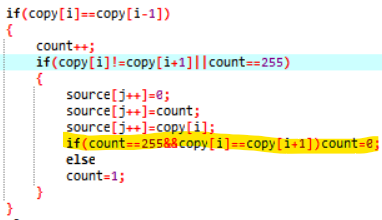 if(copy[i]==copy[i-1])
{
count++;
if(copy[i]!=copy[i+1]||count==255)
{
source[j++]=0;
source[j++]=count;
source[j++]=copy[i];
if(count==255&&copy[i]==copy[i+1])count=0;
else
count=1;
}
}